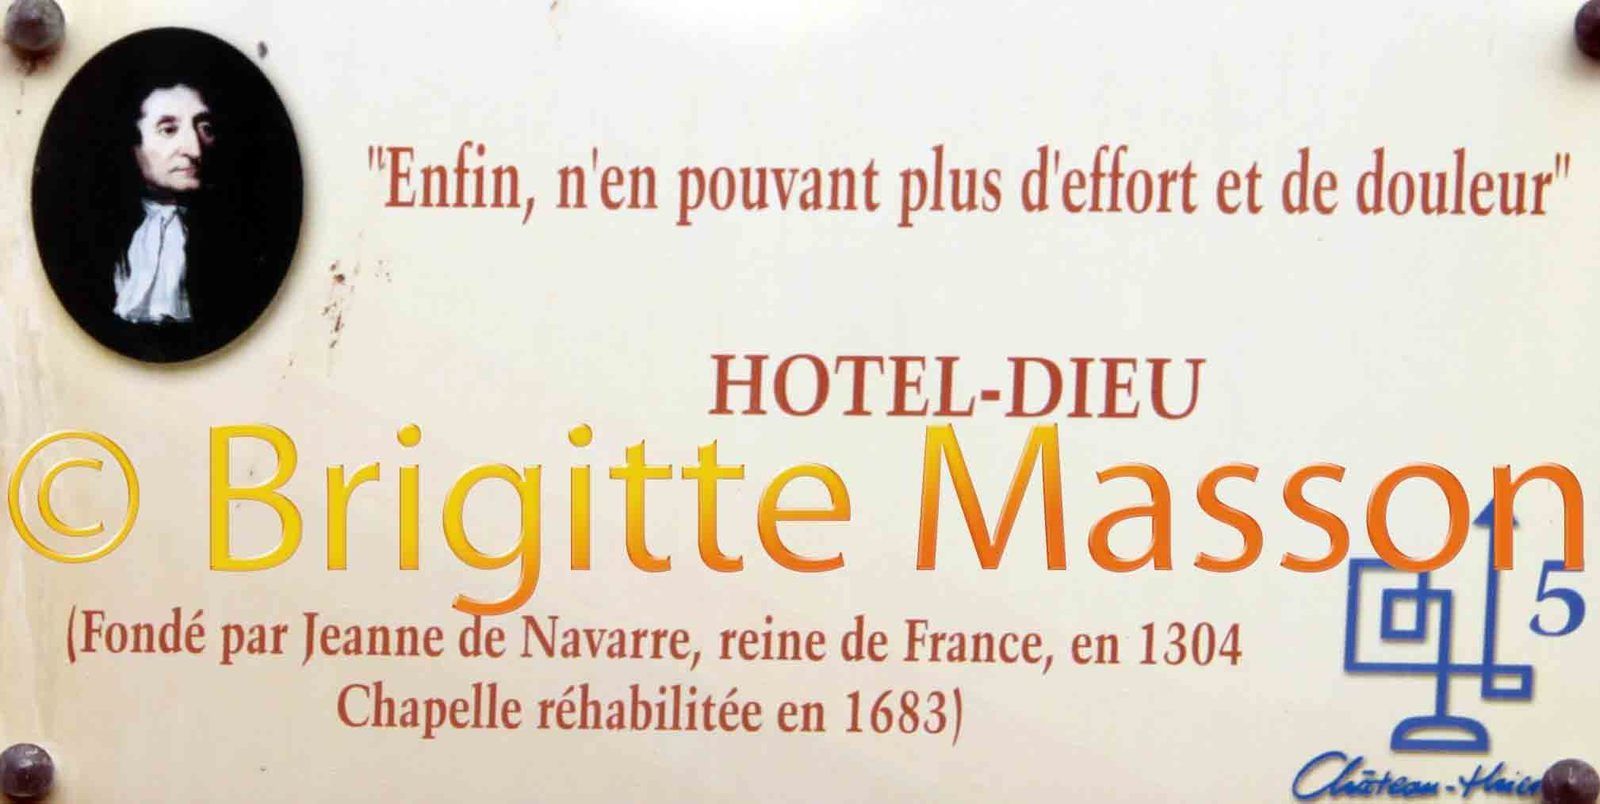 "Enfin, n'en pouvant plus d'effort et de douleur"
HOTEL-DIEU
© Brigitte Masson
(Fondé par Jeanne de Navarre, reine de France, en 1304
Chapelle réhabilitée en 1683)
5